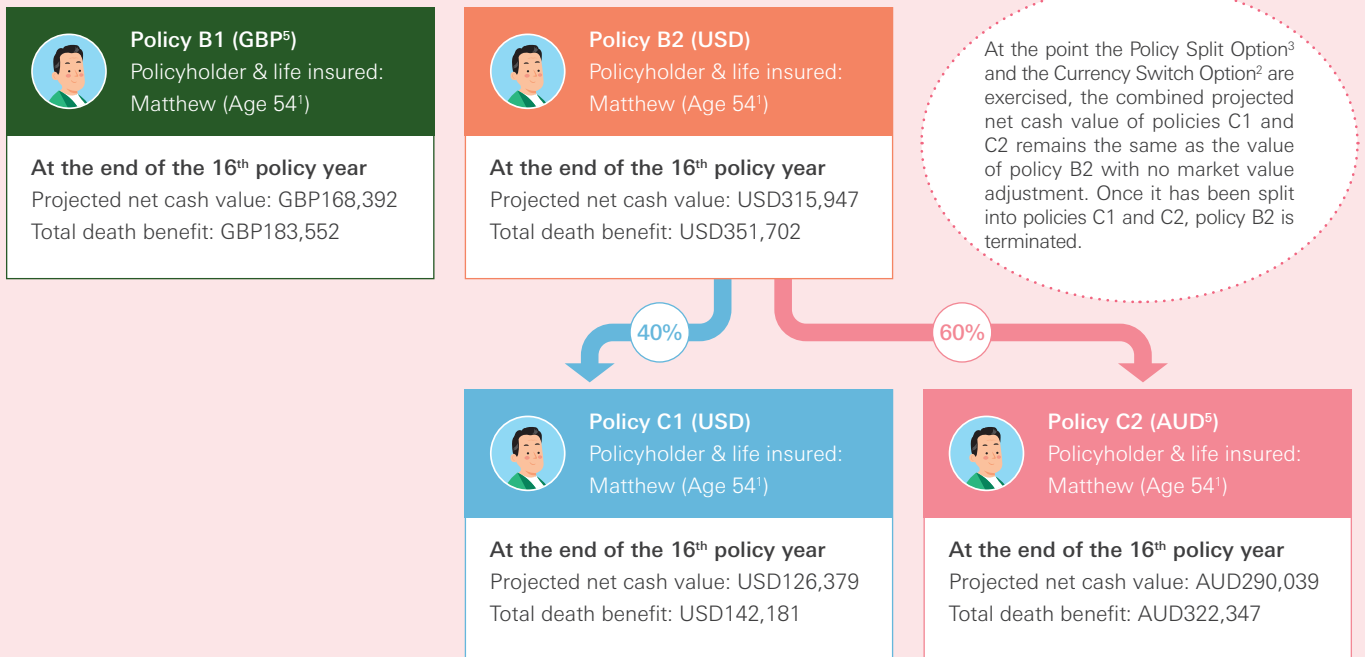 Policy B1 (GBP⁵)
Policyholder & life insured:
Matthew (Age 54¹)
At the end of the 16th policy year
Projected net cash value: GBP168,392
Total death benefit: GBP183,552
Policy B2 (USD)
Policyholder & life insured:
Matthew (Age 54¹)
At the end of the 16th policy year
Projected net cash value: USD315,947
Total death benefit: USD351,702
At the point the Policy Split Option³
and the Currency Switch Option² are
exercised, the combined projected
net cash value of policies C1 and
C2 remains the same as the value
of policy B2 with no market value
adjustment. Once it has been split
into policies C1 and C2, policy B2 is
terminated.
40%
60%
Policy C1 (USD)
Policyholder & life insured:
Matthew (Age 54¹)
At the end of the 16th policy year
Projected net cash value: USD126,379
Total death benefit: USD142,181
Policy C2 (AUD⁵)
Policyholder & life insured:
Matthew (Age 54¹)
At the end of the 16th policy year
Projected net cash value: AUD290,039
Total death benefit: AUD322,347